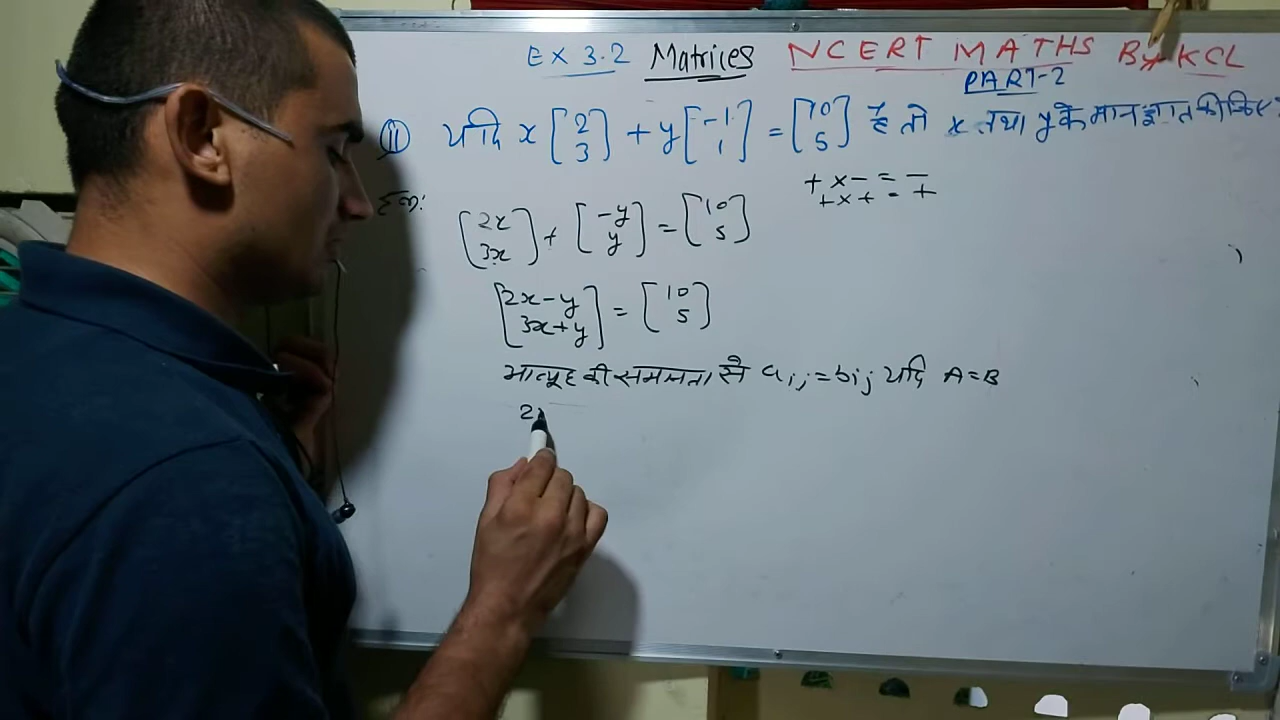 EX 3.2 Matrices NCERT MATHS By KCL
PART-2
11 यदि x [2 3] + y [-1 1] = [10 5] है तो x तथा y के मान ज्ञात कीजिए
+ x - = -
+ x + = +
हल:
[2x 3x] + [-y y] = [10 5]
[2x-y 3x+y] = [10 5]
आव्यूह की समानता से aij = bij यदि A=B
2x